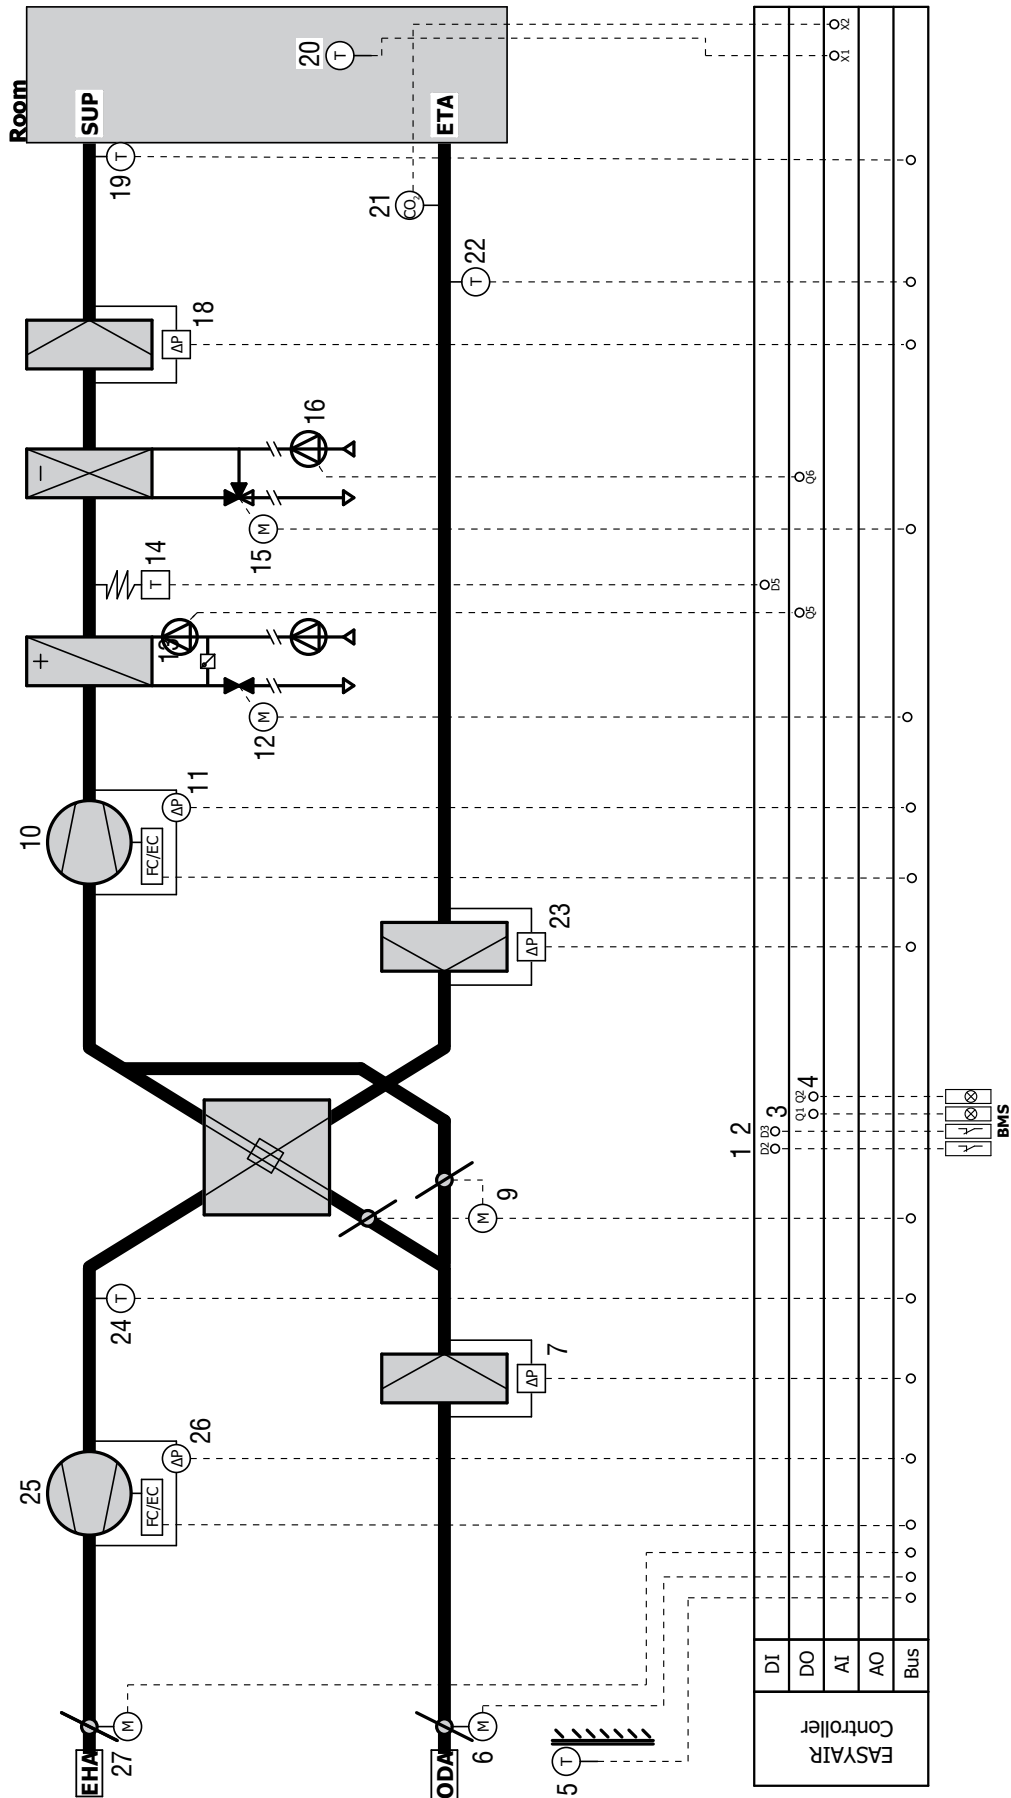 Room
SUP
ETA
20
T
X2
X1
19
T
21
CO2
22
T
18
ΔP
16
−
15
M
Q6
14
T
D5
13
+
Q5
12
M
11
ΔP
10
FC/EC
23
ΔP
1
2
3
4
D2
D3
Q1
Q2
BMS
9
M
24
T
7
ΔP
26
ΔP
25
FC/EC
27
M
EHA
6
M
ODA
5
T
DI
DO
AI
AO
Bus
EASYAIR
Controller